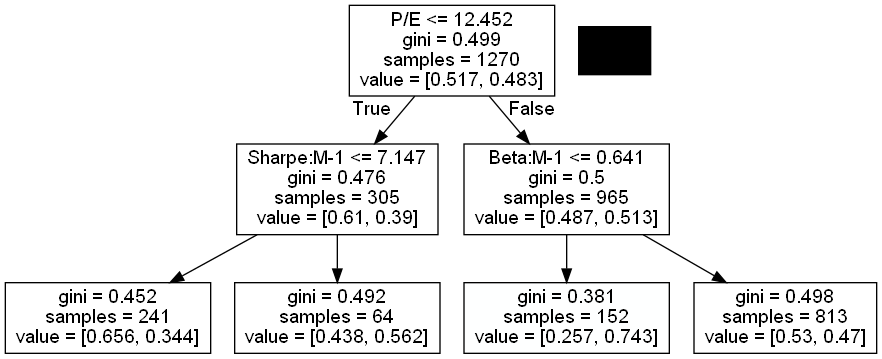 P/E <= 12.452
gini = 0.499
samples = 1270
value = [0.517, 0.483]
True
False
Sharpe:M-1 <= 7.147
gini = 0.476
samples = 305
value = [0.61, 0.39]
Beta:M-1 <= 0.641
gini = 0.5
samples = 965
value = [0.487, 0.513]
gini = 0.452
samples = 241
value = [0.656, 0.344]
gini = 0.492
samples = 64
value = [0.438, 0.562]
gini = 0.381
samples = 152
value = [0.257, 0.743]
gini = 0.498
samples = 813
value = [0.53, 0.47]